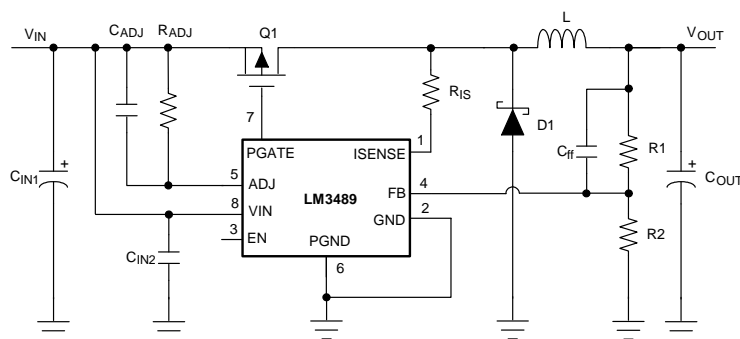 VIN
CADJ
RADJ
Q1
L
VOUT
RIS
7
1
D1
Cff
R1
PGATE
ISENSE
CIN1
+
5
ADJ
LM3489
FB
4
COUT
+
8
VIN
GND
2
3
EN
PGND
R2
CIN2
6